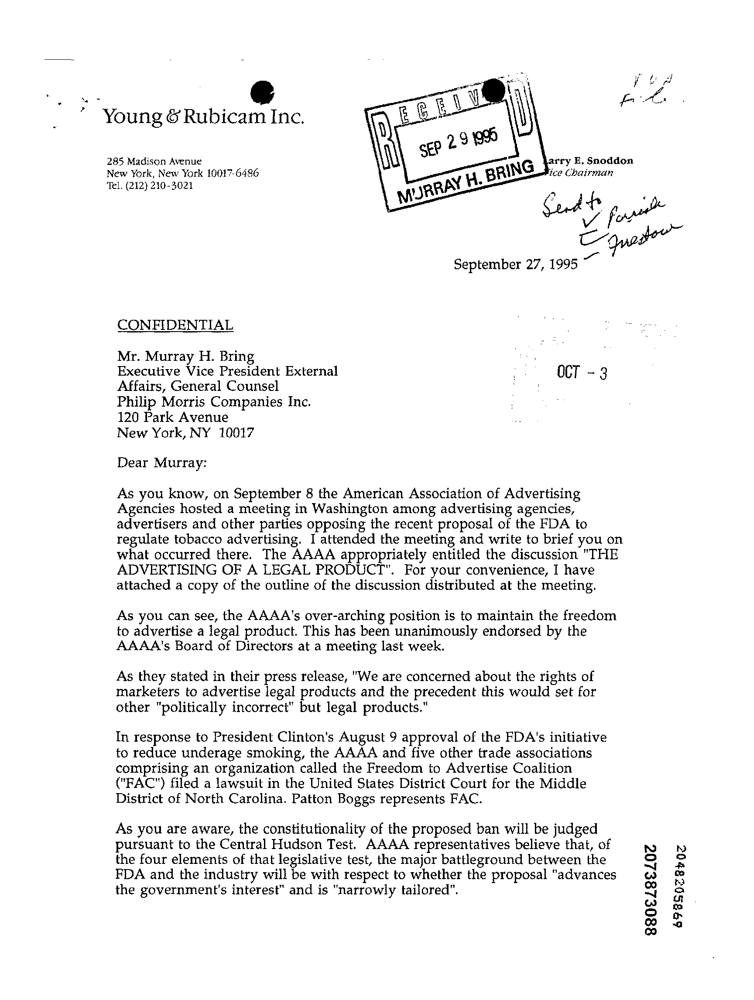 Young & Rubicam Inc.
285 Madison Avenue
New York, New York 10017-6486
Tel. (212) 210-3021
RECEIVED
SEP 29 1995
MURRAY H. BRING
FDA
File
arry E. Snoddon
ice Chairman
Send to
Parrish
September 27, 1995
CONFIDENTIAL
Mr. Murray H. Bring
Executive Vice President External
Affairs, General Counsel
Philip Morris Companies Inc.
120 Park Avenue
New York, NY 10017
OCT - 3
Dear Murray:
As you know, on September 8 the American Association of Advertising
Agencies hosted a meeting in Washington among advertising agencies,
advertisers and other parties opposing the recent proposal of the FDA to
regulate tobacco advertising. I attended the meeting and write to brief you on
what occurred there. The AAAA appropriately entitled the discussion "THE
ADVERTISING OF A LEGAL PRODUCT". For your convenience, I have
attached a copy of the outline of the discussion distributed at the meeting.
As you can see, the AAAA's over-arching position is to maintain the freedom
to advertise a legal product. This has been unanimously endorsed by the
AAAA's Board of Directors at a meeting last week.
As they stated in their press release, "We are concerned about the rights of
marketers to advertise legal products and the precedent this would set for
other "politically incorrect" but legal products."
In response to President Clinton's August 9 approval of the FDA's initiative
to reduce underage smoking, the AAAA and five other trade associations
comprising an organization called the Freedom to Advertise Coalition
("FAC") filed a lawsuit in the United States District Court for the Middle
District of North Carolina. Patton Boggs represents FAC.
As you are aware, the constitutionality of the proposed ban will be judged
pursuant to the Central Hudson Test. AAAA representatives believe that, of
the four elements of that legislative test, the major battleground between the
FDA and the industry will be with respect to whether the proposal "advances
the government's interest" and is "narrowly tailored".
2073873088
2048205869